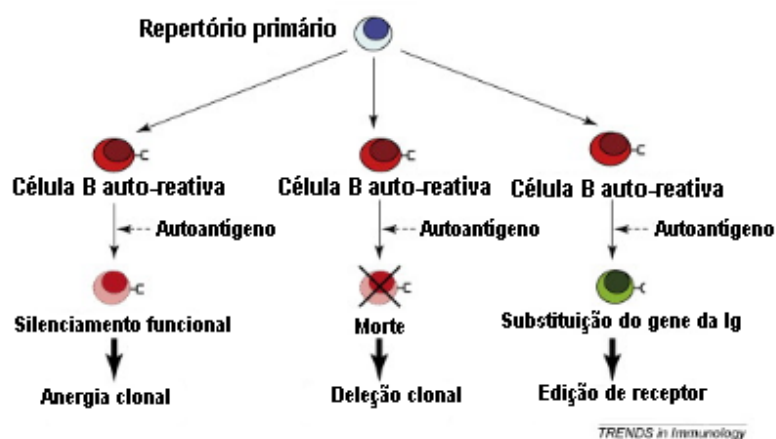 Repertório primário
Célula B auto-reativa
Célula B auto-reativa
Célula B auto-reativa
Autoantígeno
Autoantígeno
Autoantígeno
Silenciamento funcional
Morte
Substituição do gene da Ig
Anergia clonal
Deleção clonal
Edição de receptor
TRENDS in Immunology